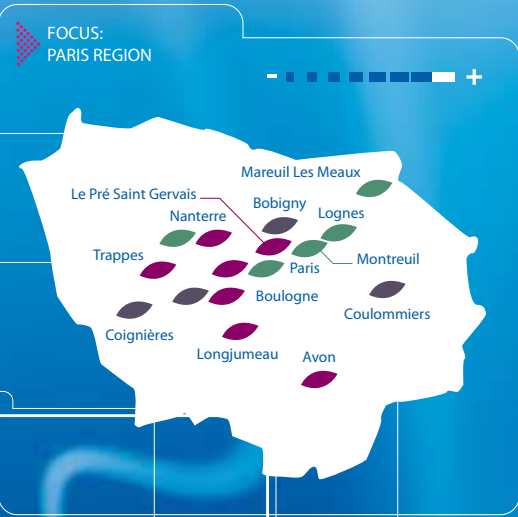 FOCUS:
PARIS REGION
- +
Mareuil Les Meaux
Le Pré Saint Gervais
Bobigny
Lognes
Nanterre
Trappes
Paris
Montreuil
Boulogne
Coulommiers
Coignières
Longjumeau
Avon